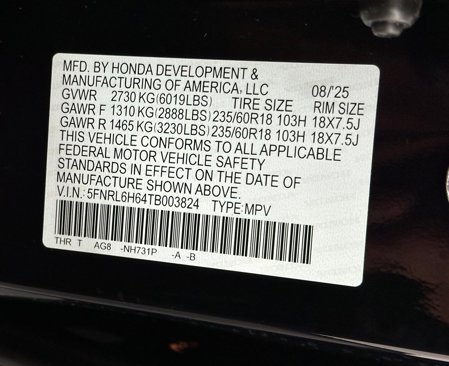 MFD. BY HONDA DEVELOPMENT &
MANUFACTURING OF AMERICA, LLC 08/'25
GVWR 2730 KG (6019LBS) TIRE SIZE RIM SIZE
GAWR F 1310 KG (2888LBS) 235/60R18 103H 18X7.5J
GAWR R 1465 KG (3230LBS) 235/60R18 103H 18X7.5J
THIS VEHICLE CONFORMS TO ALL APPLICABLE
FEDERAL MOTOR VEHICLE SAFETY
STANDARDS IN EFFECT ON THE DATE OF
MANUFACTURE SHOWN ABOVE.
V.I.N.: 5FNRL6H64TB003824 TYPE: MPV
THR T AG8 -NH731P -A -B